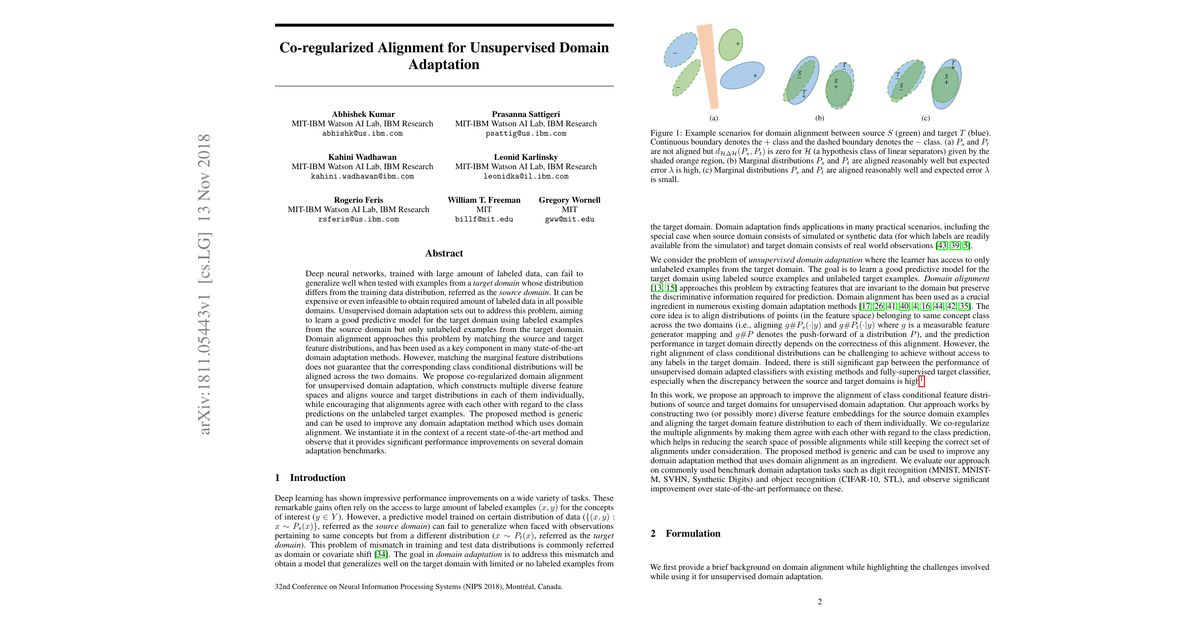 arXiv:1811.05443v1 [cs.LG] 13 Nov 2018
Co-regularized Alignment for Unsupervised Domain
Adaptation
Abhishek Kumar
MIT-IBM Watson AI Lab, IBM Research
abhishk@us.ibm.com
Prasanna Sattigeri
MIT-IBM Watson AI Lab, IBM Research
psattig@us.ibm.com
Kahini Wadhawan
MIT-IBM Watson AI Lab, IBM Research
kahini.wadhawan@us.ibm.com
Leonid Karlinsky
MIT-IBM Watson AI Lab, IBM Research
leonidka@il.ibm.com
Rogerio Feris
MIT-IBM Watson AI Lab, IBM Research
rsferis@us.ibm.com
William T. Freeman
MIT
billf@mit.edu
Gregory Wornell
MIT
gww@mit.edu
Abstract
Deep neural networks, trained with large amount of labeled data, can fail to
generalize well when tested with examples from a target domain whose distribution
differs from the training data distribution, referred as the source domain. It can be
expensive or even infeasible to obtain required amount of labeled data in all possible
domains. Unsupervised domain adaptation sets out to address this problem, aiming
to learn a good predictive model for the target domain using labeled examples
from the source domain but only unlabeled examples from the target domain.
Domain alignment approaches this problem by matching the source and target
feature distributions, and has been used as a key component in many state-of-the-art
domain adaptation methods. However, matching the marginal feature distributions
does not guarantee that the corresponding class conditional distributions will be
aligned across the two domains. We propose co-regularized domain alignment
for unsupervised domain adaptation, which constructs multiple diverse feature
spaces and aligns source and target distributions in each of them individually,
while encouraging that alignments agree with each other with regard to the class
predictions on the unlabeled target examples. The proposed method is generic
and can be used to improve any domain adaptation method which uses domain
alignment. We instantiate it in the context of a recent state-of-the-art method and
observe that it provides significant performance improvements on several domain
adaptation benchmarks.
1 Introduction
Deep learning has shown impressive performance improvements on a wide variety of tasks. These
remarkable gains often rely on the access to large amount of labeled examples (x, y) for the concepts
of interest (y ∈ Y). However, a predictive model trained on certain distribution of data ({(x, y) :
x ∼ Ps(x)}, referred as the source domain) can fail to generalize when faced with observations
pertaining to same concepts but from a different distribution (x ∼ Pt(x), referred as the target
domain). This problem of mismatch in training and test data distributions is commonly referred
as domain or covariate shift [34]. The goal in domain adaptation is to address this mismatch and
obtain a model that generalizes well on the target domain with limited or no labeled examples from
32nd Conference on Neural Information Processing Systems (NIPS 2018), Montréal, Canada.
(a) (b) (c)
Figure 1: Example scenarios for domain alignment between source S (green) and target T (blue).
Continuous boundary denotes the + class and the dashed boundary denotes the − class. (a) Ps and Pt
are not aligned but dHΔH(Ps, Pt) is zero for H (a hypothesis class of linear separators) given by the
shaded orange region, (b) Marginal distributions Ps and Pt are aligned reasonably well but expected
error λ is high, (c) Marginal distributions Ps and Pt are aligned reasonably well and expected error λ
is small.
the target domain. Domain adaptation finds applications in many practical scenarios, including the
special case when source domain consists of simulated or synthetic data (for which labels are readily
available from the simulator) and target domain consists of real world observations [43, 39, 5].
We consider the problem of unsupervised domain adaptation where the learner has access to only
unlabeled examples from the target domain. The goal is to learn a good predictive model for the
target domain using labeled source examples and unlabeled target examples. Domain alignment
[13, 15] approaches this problem by extracting features that are invariant to the domain but preserve
the discriminative information required for prediction. Domain alignment has been used as a crucial
ingredient in numerous existing domain adaptation methods [17, 26, 41, 40, 4, 16, 44, 42, 35]. The
core idea is to align distributions of points (in the feature space) belonging to same concept class
across the two domains (i.e., aligning g#Ps(·|y) and g#Pt(·|y) where g is a measurable feature
generator mapping and g#P denotes the push-forward of a distribution P), and the prediction
performance in target domain directly depends on the correctness of this alignment. However, the
right alignment of class conditional distributions can be challenging to achieve without access to
any labels in the target domain. Indeed, there is still significant gap between the performance of
unsupervised domain adapted classifiers with existing methods and fully-supervised target classifier,
especially when the discrepancy between the source and target domains is high1.
In this work, we propose an approach to improve the alignment of class conditional feature distri-
butions of source and target domains for unsupervised domain adaptation. Our approach works by
constructing two (or possibly more) diverse feature embeddings for the source domain examples
and aligning the target domain feature distribution to each of them individually. We co-regularize
the multiple alignments by making them agree with each other with regard to the class prediction,
which helps in reducing the search space of possible alignments while still keeping the correct set of
alignments under consideration. The proposed method is generic and can be used to improve any
domain adaptation method that uses domain alignment as an ingredient. We evaluate our approach
on commonly used benchmark domain adaptation tasks such as digit recognition (MNIST, MNIST-
M, SVHN, Synthetic Digits) and object recognition (CIFAR-10, STL), and observe significant
improvement over state-of-the-art performance on these.
2 Formulation
We first provide a brief background on domain alignment while highlighting the challenges involved
while using it for unsupervised domain adaptation.
2